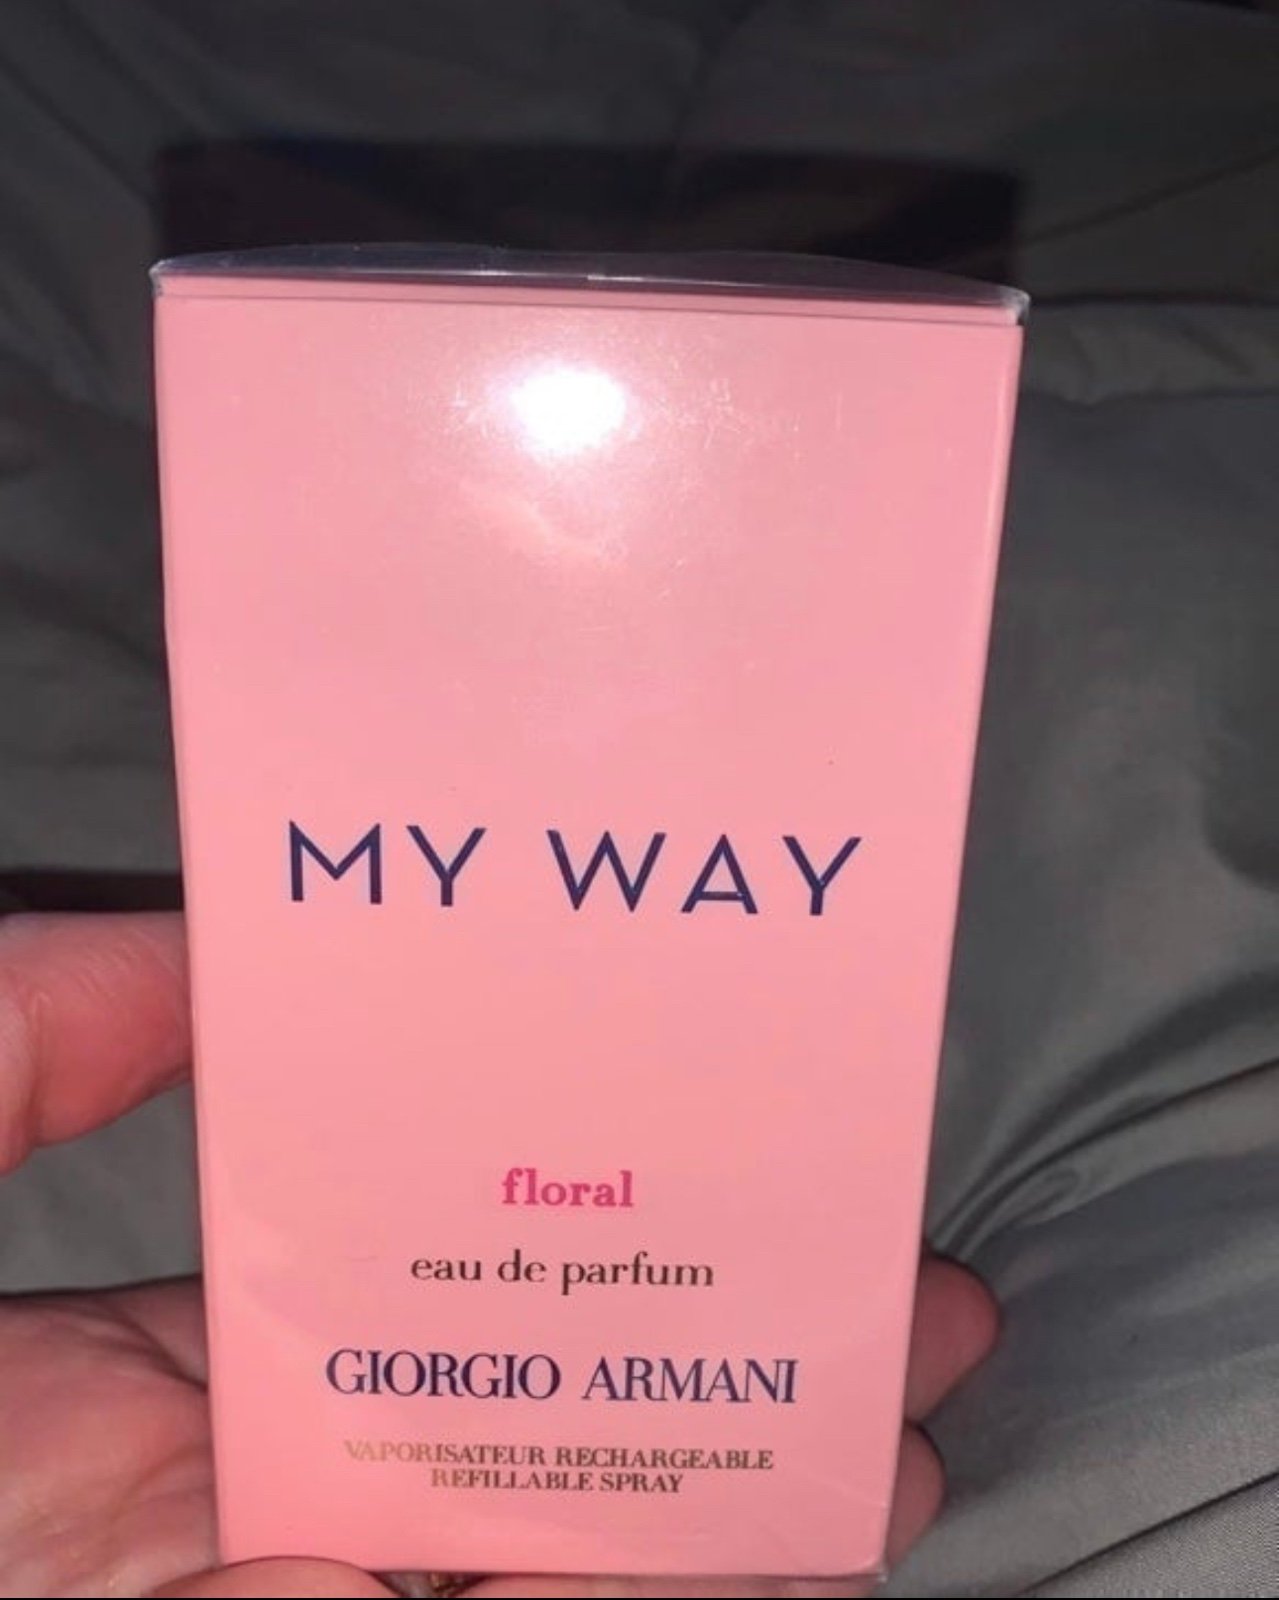 MY WAY
floral
eau de parfum
GIORGIO ARMANI
VAPORISATEUR RECHARGEABLE
REFILLABLE SPRAY